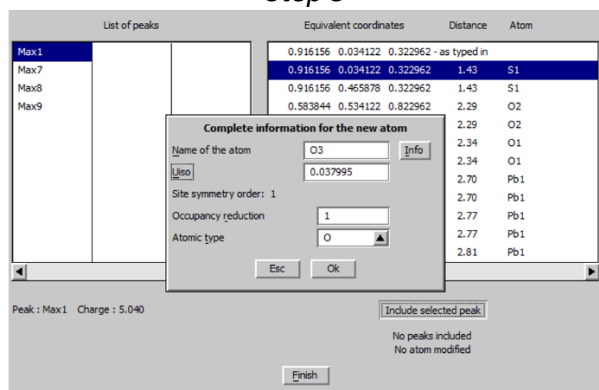 List of peaks Equivalent coordinates Distance Atom
Max1 0.916156 0.034122 0.322962 - as typed in
Max7 0.916156 0.034122 0.322962 1.43 S1
Max8 0.916156 0.465878 0.322962 1.43 S1
Max9 0.583844 0.534122 0.822962 2.29 O2
2.29 O2
2.34 O1
2.34 O1
2.70 Pb1
2.70 Pb1
2.77 Pb1
2.77 Pb1
2.81 Pb1
Complete information for the new atom
Name of the atom O3 Info
Uiso 0.037995
Site symmetry order: 1
Occupancy reduction 1
Atomic type O
Esc Ok
Peak : Max1 Charge : 5.040 Include selected peak
No peaks included
No atom modified
Finish